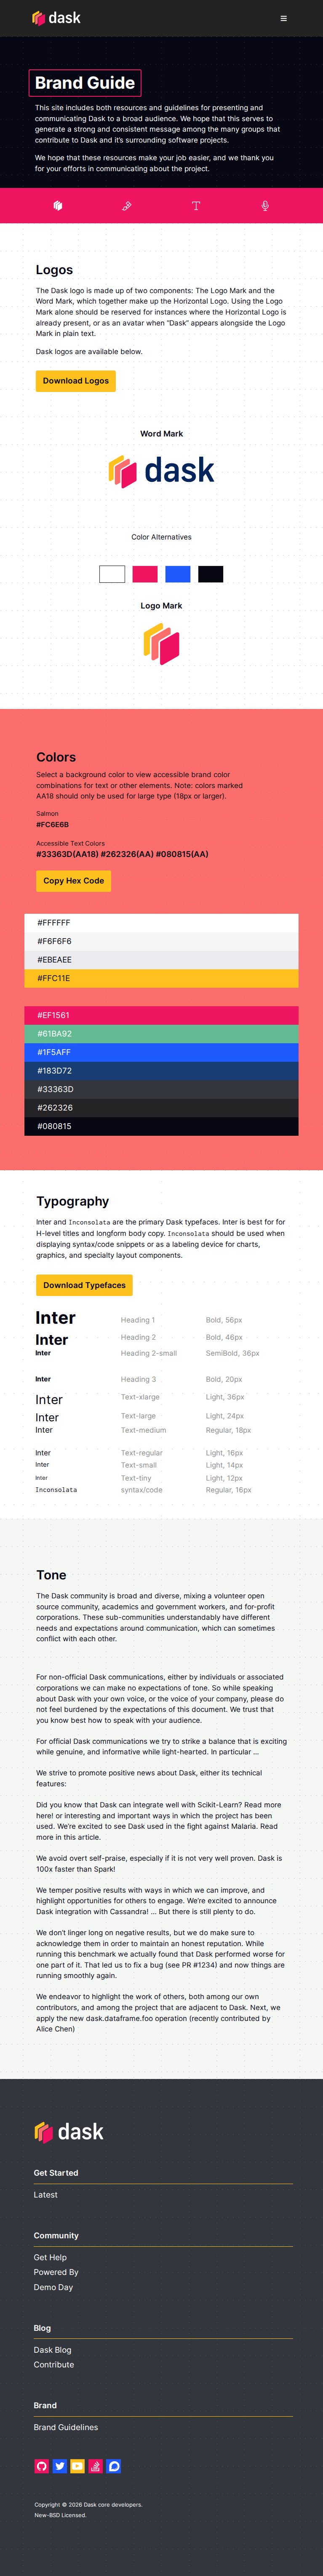 dask
Brand Guide
This site includes both resources and guidelines for presenting and
communicating Dask to a broad audience. We hope that this serves to
generate a strong and consistent message among the many groups that
contribute to Dask and it's surrounding software projects.
We hope that these resources make your job easier, and we thank you
for your efforts in communicating about the project.
Logos
The Dask logo is made up of two components: The Logo Mark and the
Word Mark, which together make up the Horizontal Logo. Using the Logo
Mark alone should be reserved for instances where the Horizontal Logo is
already present, or as an avatar when “Dask” appears alongside the Logo
Mark in plain text.
Dask logos are available below.
Download Logos
Word Mark
dask
Color Alternatives
Logo Mark
Colors
Select a background color to view accessible brand color
combinations for text or other elements. Note: colors marked
AA18 should only be used for large type (18px or larger).
Salmon
#FC6E6B
Accessible Text Colors
#33363D(AA18) #262326(AA) #080815(AA)
Copy Hex Code
#FFFFFF
#F6F6F6
#EBEAEE
#FFC11E
#EF1561
#61BA92
#1F5AFF
#183D72
#33363D
#262326
#080815
Typography
Inter and Inconsolata are the primary Dask typefaces. Inter is best for for
H-level titles and longform body copy. Inconsolata should be used when
displaying syntax/code snippets or as a labeling device for charts,
graphics, and specialty layout components.
Download Typefaces
Inter Heading 1 Bold, 56px
Inter Heading 2 Bold, 46px
Inter Heading 2-small SemiBold, 36px
Inter Heading 3 Bold, 20px
Inter Text-xlarge Light, 36px
Inter Text-large Light, 24px
Inter Text-medium Regular, 18px
Inter Text-regular Light, 16px
Inter Text-small Light, 14px
Inter Text-tiny Light, 12px
Inconsolata syntax/code Regular, 16px
Tone
The Dask community is broad and diverse, mixing a volunteer open
source community, academics and government workers, and for-profit
corporations. These sub-communities understandably have different
needs and expectations around communication, which can sometimes
conflict with each other.
For non-official Dask communications, either by individuals or associated
corporations we can make no expectations of tone. So while speaking
about Dask with your own voice, or the voice of your company, please do
not feel burdened by the expectations of this document. We trust that
you know best how to speak with your audience.
For official Dask communications we try to strike a balance that is exciting
while genuine, and informative while light-hearted. In particular ...
We strive to promote positive news about Dask, either its technical
features:
Did you know that Dask can integrate well with Scikit-Learn? Read more
here! or interesting and important ways in which the project has been
used. We're excited to see Dask used in the fight against Malaria. Read
more in this article.
We avoid overt self-praise, especially if it is not very well proven. Dask is
100x faster than Spark!
We temper positive results with ways in which we can improve, and
highlight opportunities for others to engage. We're excited to announce
Dask integration with Cassandra! ... But there is still plenty to do.
We don't linger long on negative results, but we do make sure to
acknowledge them in order to maintain an honest reputation. While
running this benchmark we actually found that Dask performed worse for
one part of it. That led us to fix a bug (see PR #1234) and now things are
running smoothly again.
We endeavor to highlight the work of others, both among our own
contributors, and among the project that are adjacent to Dask. Next, we
apply the new dask.dataframe.foo operation (recently contributed by
Alice Chen)
dask
Get Started
Latest
Community
Get Help
Powered By
Demo Day
Blog
Dask Blog
Contribute
Brand
Brand Guidelines
Copyright © 2026 Dask core developers.
New-BSD Licensed.